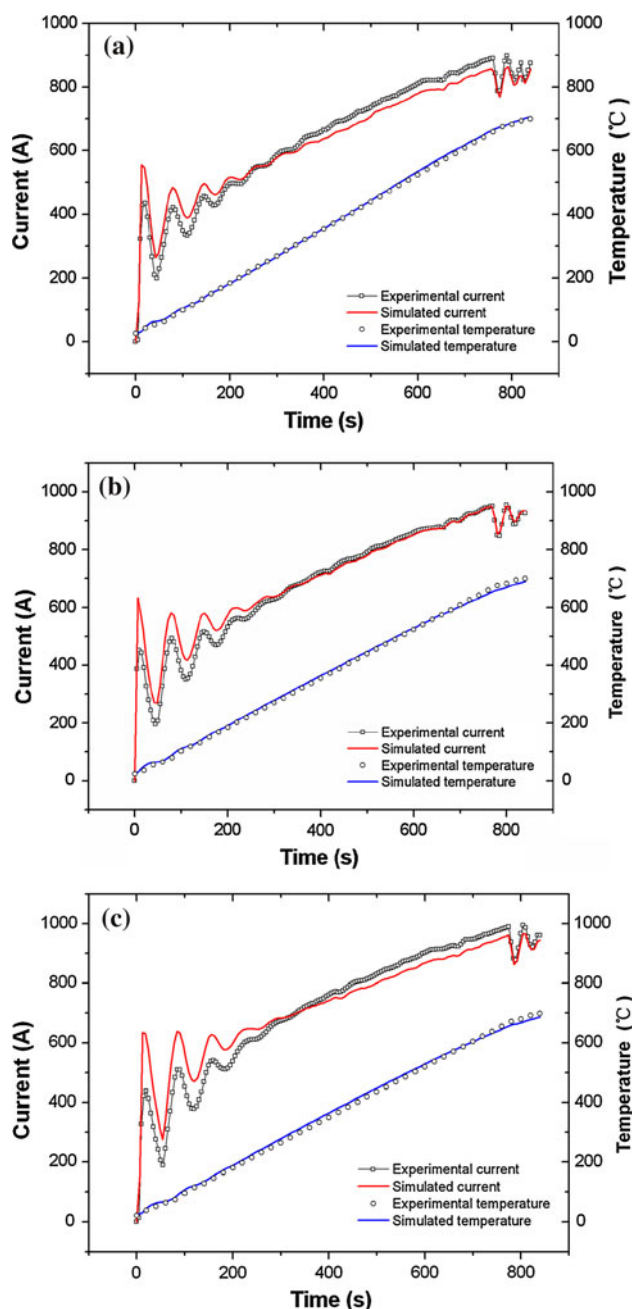 (a)
1000
1000
800
800
600
600
400
400
200
200
0
0
Current (A)
Temperature (℃)
Experimental current
Simulated current
Experimental temperature
Simulated temperature
0 200 400 600 800
Time (s)
(b)
1000
1000
800
800
600
600
400
400
200
200
0
0
Current (A)
Temperature (℃)
Experimental current
Simulated current
Experimental temperature
Simulated temperature
0 200 400 600 800
Time (s)
(c)
1000
1000
800
800
600
600
400
400
200
200
0
0
Current (A)
Temperature (℃)
Experimental current
Simulated current
Experimental temperature
Simulated temperature
0 200 400 600 800
Time (s)